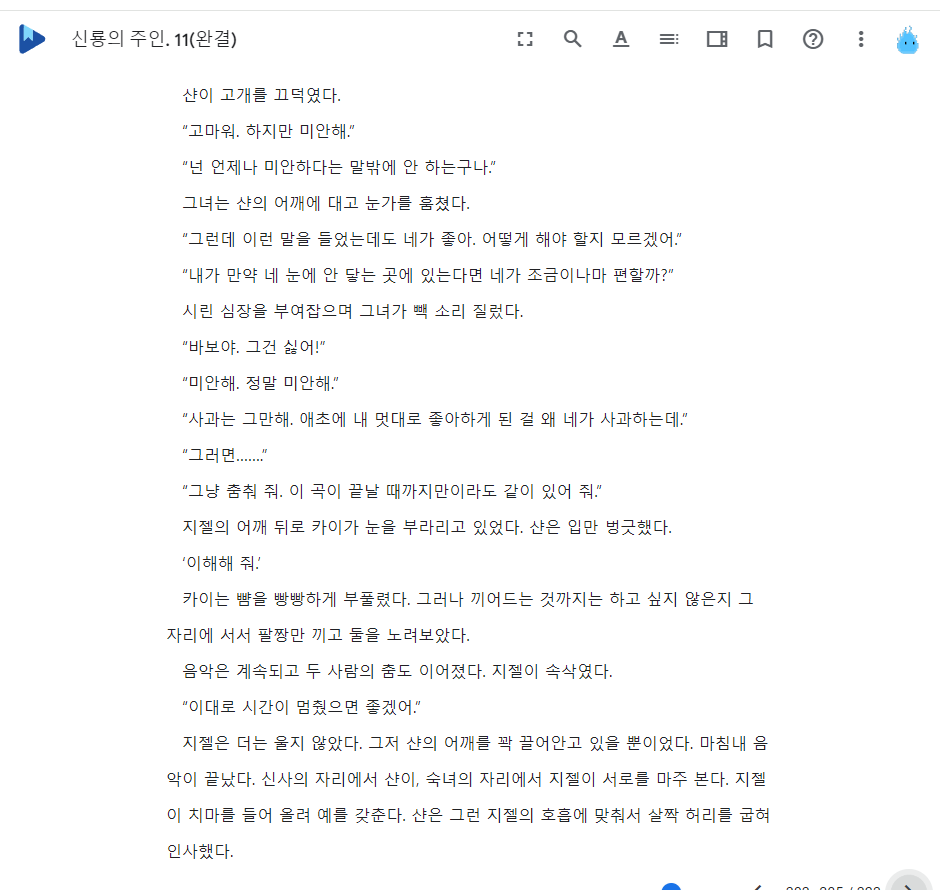 신룡의 주인. 11(완결)
샨이 고개를 끄덕였다.
“고마워. 하지만 미안해.”
“넌 언제나 미안하다는 말밖에 안 하는구나.”
그녀는 샨의 어깨에 대고 눈가를 훔쳤다.
“그런데 이런 말을 들었는데도 네가 좋아. 어떻게 해야 할지 모르겠어.”
“내가 만약 네 눈에 안 닿는 곳에 있는다면 네가 조금이나마 편할까?”
시린 심장을 부여잡으며 그녀가 빽 소리 질렀다.
“바보야. 그건 싫어!”
“미안해. 정말 미안해.”
“사과는 그만해. 애초에 내 멋대로 좋아하게 된 걸 왜 네가 사과하는데.”
“그러면…….”
“그냥 춤춰 줘. 이 곡이 끝날 때까지만이라도 같이 있어 줘.”
지젤의 어깨 뒤로 카이가 눈을 부라리고 있었다. 샨은 입만 벙긋했다.
‘이해해 줘.’
카이는 뺨을 빵빵하게 부풀렸다. 그러나 끼어드는 것까지는 하고 싶지 않은지 그
자리에 서서 팔짱만 끼고 둘을 노려보았다.
음악은 계속되고 두 사람의 춤도 이어졌다. 지젤이 속삭였다.
“이대로 시간이 멈췄으면 좋겠어.”
지젤은 더는 울지 않았다. 그저 샨의 어깨를 꽉 끌어안고 있을 뿐이었다. 마침내 음
악이 끝났다. 신사의 자리에서 샨이, 숙녀의 자리에서 지젤이 서로를 마주 본다. 지젤
이 치마를 들어 올려 예를 갖춘다. 샨은 그런 지젤의 호흡에 맞춰서 살짝 허리를 굽혀
인사했다.